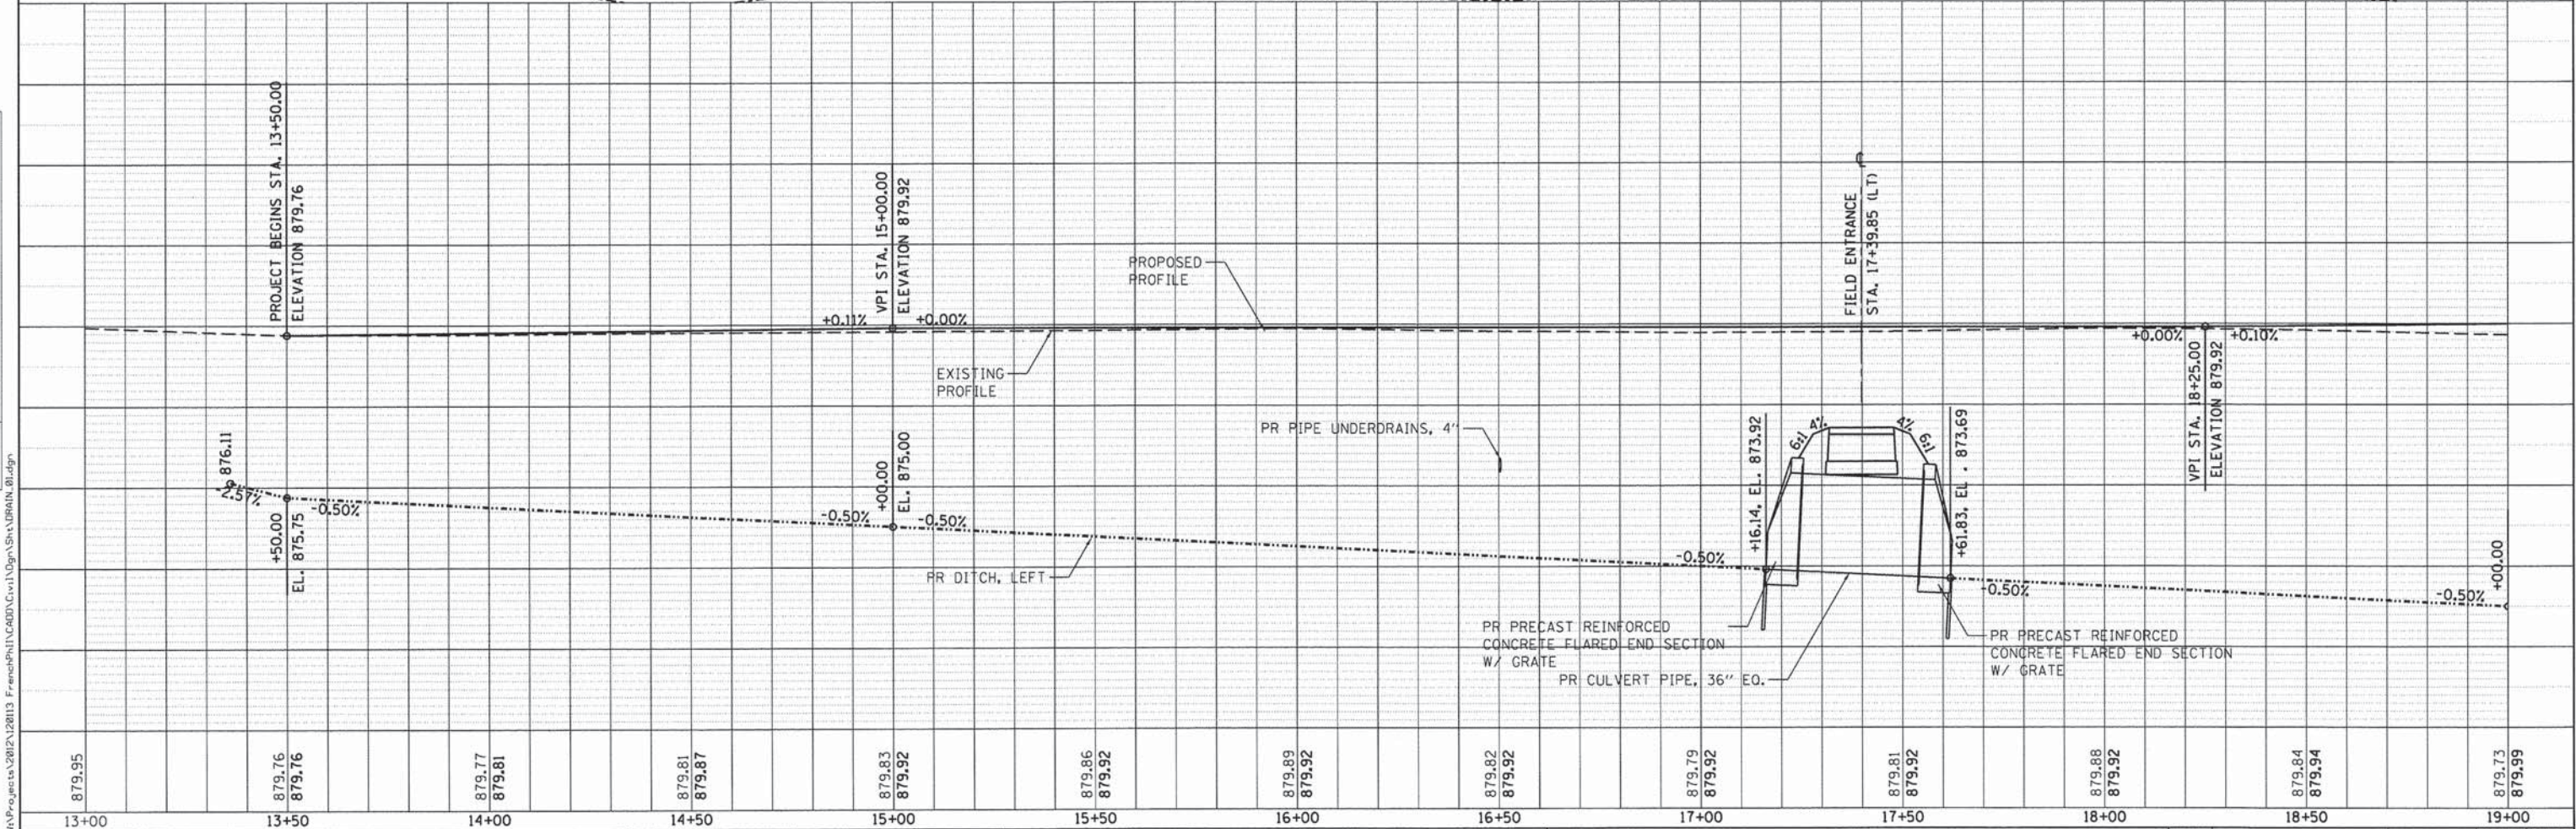 PROJECT BEGINS STA. 13+50.00
ELEVATION 879.76
VPI STA. 15+00.00
ELEVATION 879.92
+0.11%
+0.00%
PROPOSED
PROFILE
EXISTING
PROFILE
℄
FIELD ENTRANCE
STA. 17+39.85 (LT)
+0.00%
+0.10%
VPI STA. 18+25.00
ELEVATION 879.92
876.11
-2.57%
+50.00
EL. 875.75
-0.50%
-0.50%
+00.00
EL. 875.00
-0.50%
PR DITCH, LEFT
PR PIPE UNDERDRAINS, 4"
-0.50%
+16.14, EL. 873.92
6:1
4%
4%
6:1
+61.83, EL. 873.69
-0.50%
-0.50%
+00.00
PR PRECAST REINFORCED
CONCRETE FLARED END SECTION
W/ GRATE
PR CULVERT PIPE, 36" EQ.
PR PRECAST REINFORCED
CONCRETE FLARED END SECTION
W/ GRATE
879.95
879.76
879.76
879.77
879.81
879.81
879.87
879.83
879.92
879.86
879.92
879.89
879.92
879.82
879.92
879.79
879.92
879.81
879.92
879.88
879.92
879.84
879.94
879.73
879.99
13+00
13+50
14+00
14+50
15+00
15+50
16+00
16+50
17+00
17+50
18+00
18+50
19+00